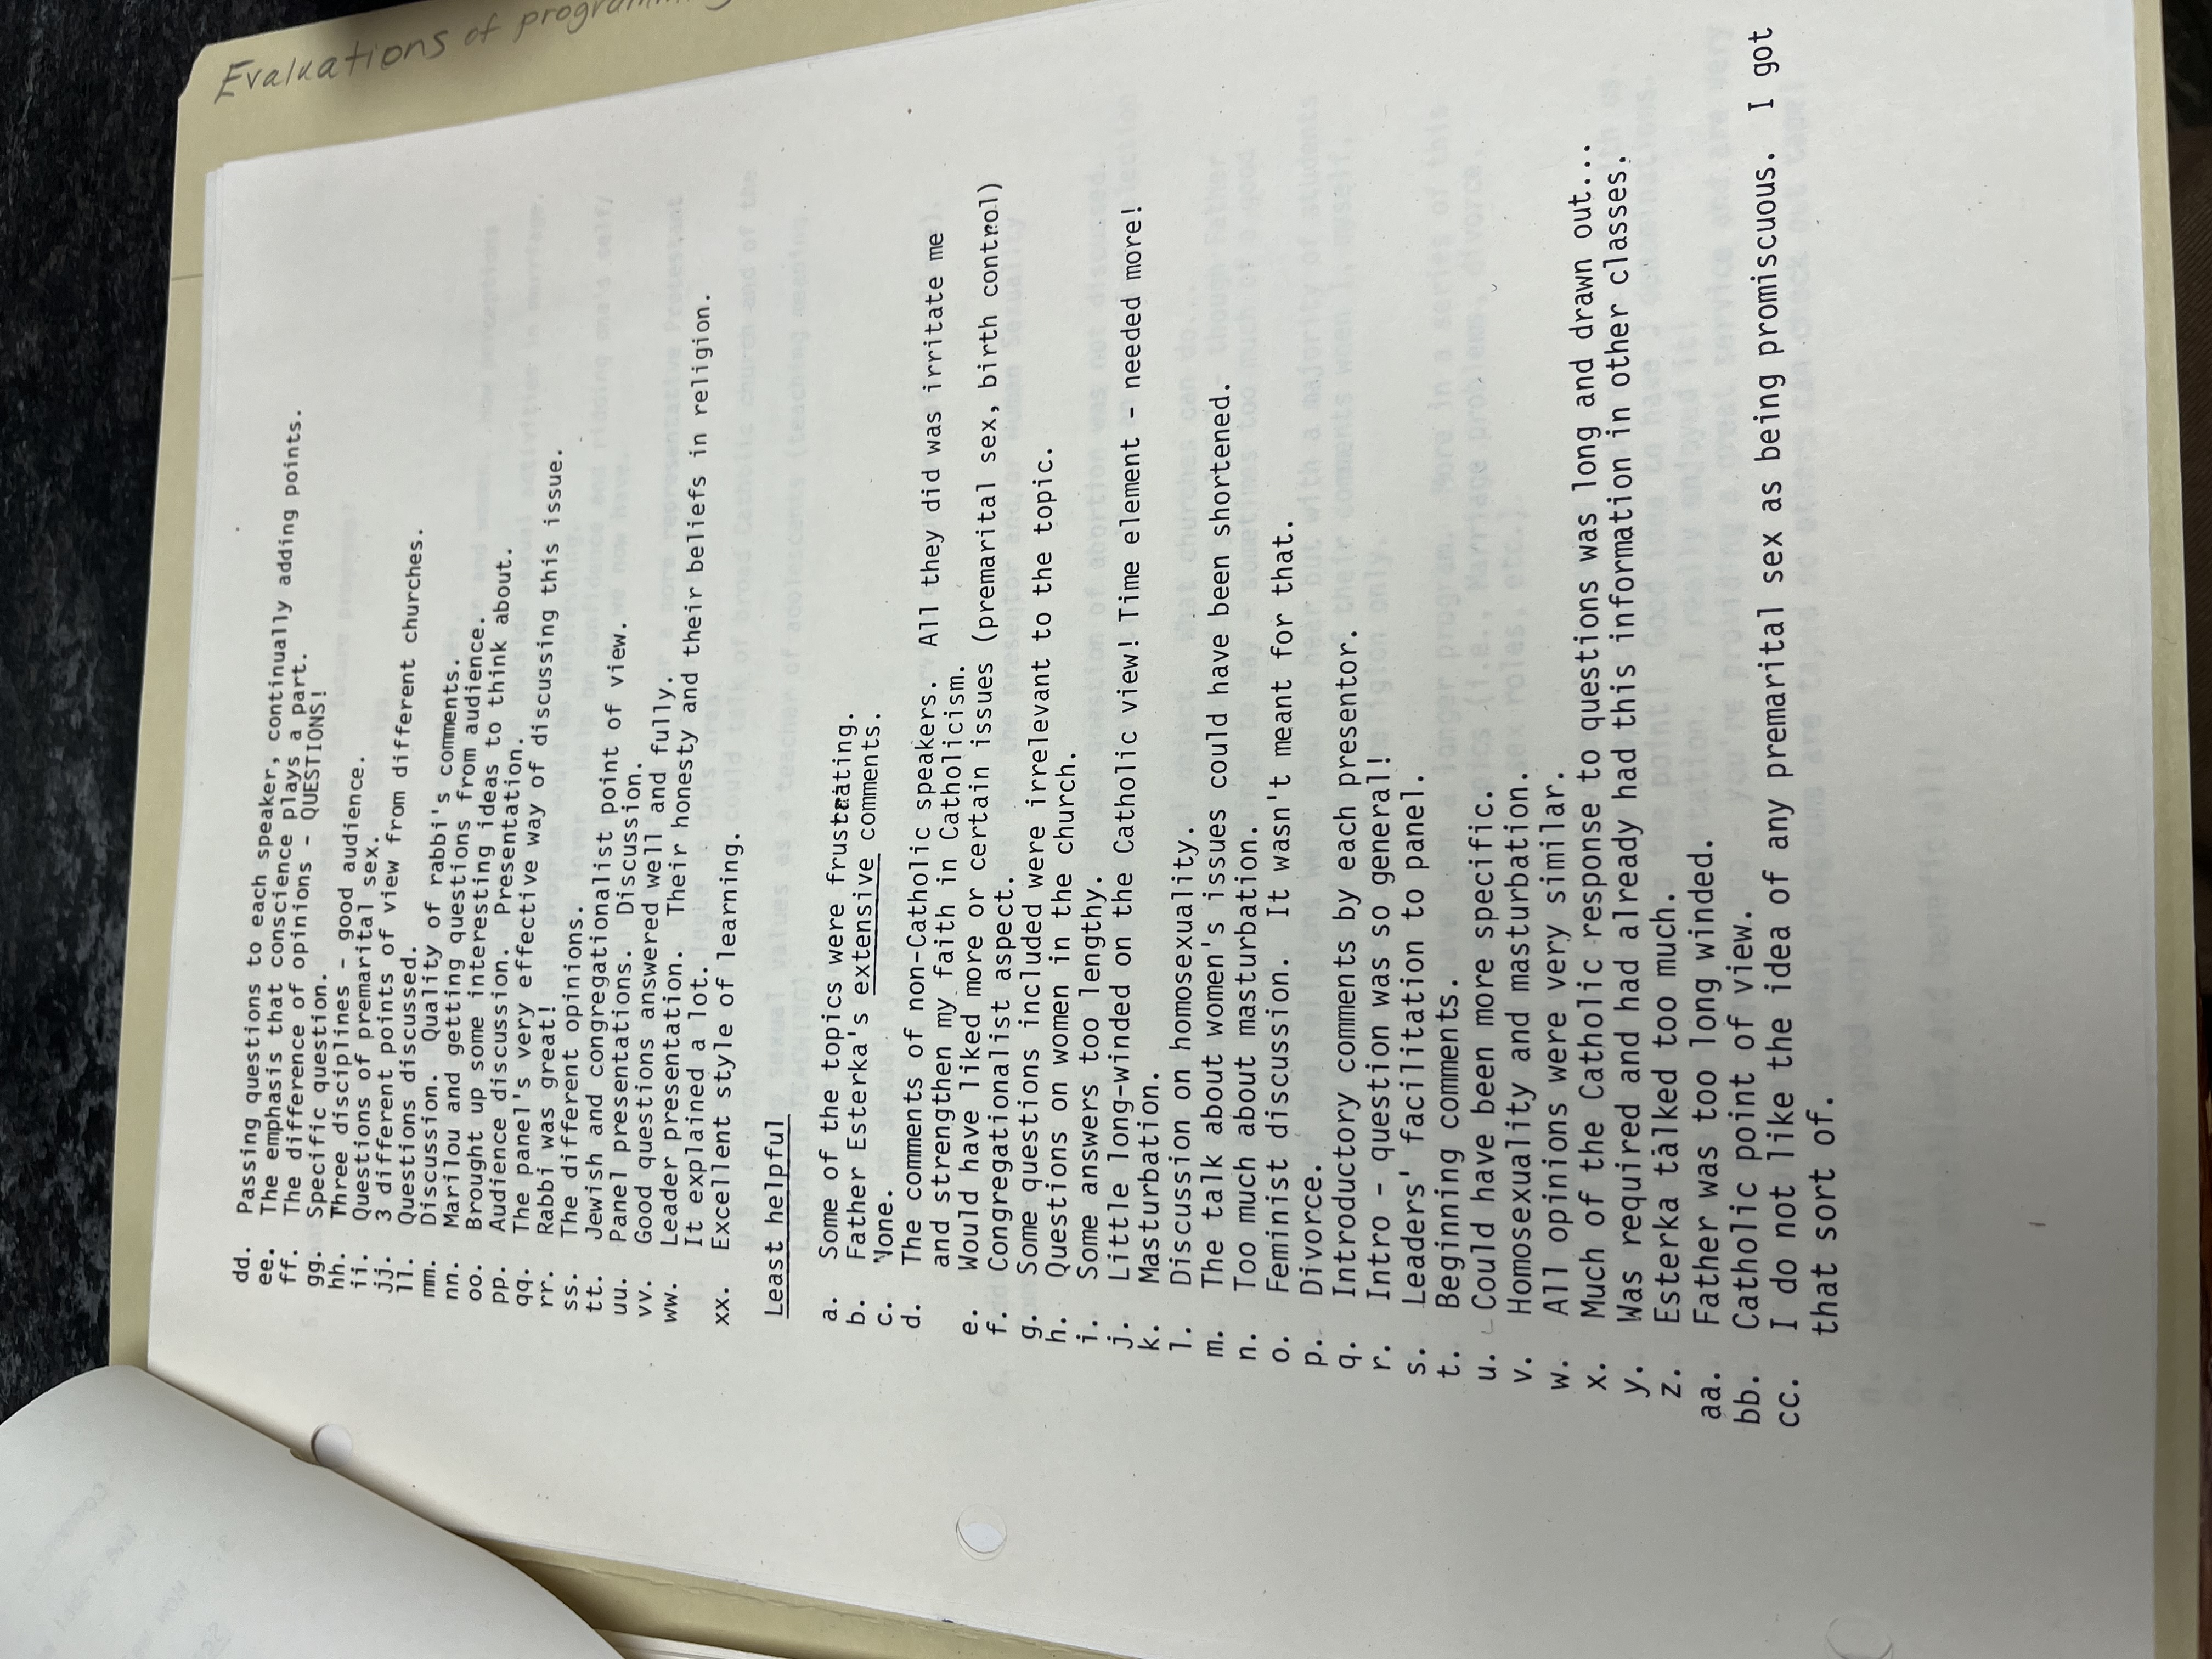 dd. Passing questions to each speaker, continually adding points.
ee. The emphasis that conscience plays a part.
ff. The difference of opinions - QUESTIONS!
gg. Specific question.
hh. Three disciplines - good audience.
ii. Questions of premarital sex.
jj. 3 different points of view from different churches.
ll. Questions discussed.
mm. Discussion. Quality of rabbi's comments.
nn. Marilou and getting questions from audience.
oo. Brought up some interesting ideas to think about.
pp. Audience discussion. Presentation.
qq. The panel's very effective way of discussing this issue.
rr. Rabbi was great!
ss. The different opinions.
tt. Jewish and congregationalist point of view.
uu. Panel presentations. Discussion.
vv. Good questions answered well and fully.
ww. Leader presentation. Their honesty and their beliefs in religion.
It explained a lot.
xx. Excellent style of learning.
Least helpful
a. Some of the topics were frustrating.
b. Father Esterka's extensive comments.
c. None.
d. The comments of non-Catholic speakers. All they did was irritate me
and strengthen my faith in Catholicism.
e. Would have liked more or certain issues (premarital sex, birth control)
f. Congregationalist aspect.
g. Some questions included were irrelevant to the topic.
h. Questions on women in the church.
i. Some answers too lengthy.
j. Little long-winded on the Catholic view! Time element - needed more!
k. Masturbation.
l. Discussion on homosexuality.
m. The talk about women's issues could have been shortened.
n. Too much about masturbation.
o. Feminist discussion. It wasn't meant for that.
p. Divorce.
q. Introductory comments by each presentor.
r. Intro - question was so general!
s. Leaders' facilitation to panel.
t. Beginning comments.
u. Could have been more specific.
v. Homosexuality and masturbation.
w. All opinions were very similar.
x. Much of the Catholic response to questions was long and drawn out...
y. Was required and had already had this information in other classes.
z. Esterka talked too much.
aa. Father was too long winded.
bb. Catholic point of view.
cc. I do not like the idea of any premarital sex as being promiscuous. I got
that sort of.
Evaluations of